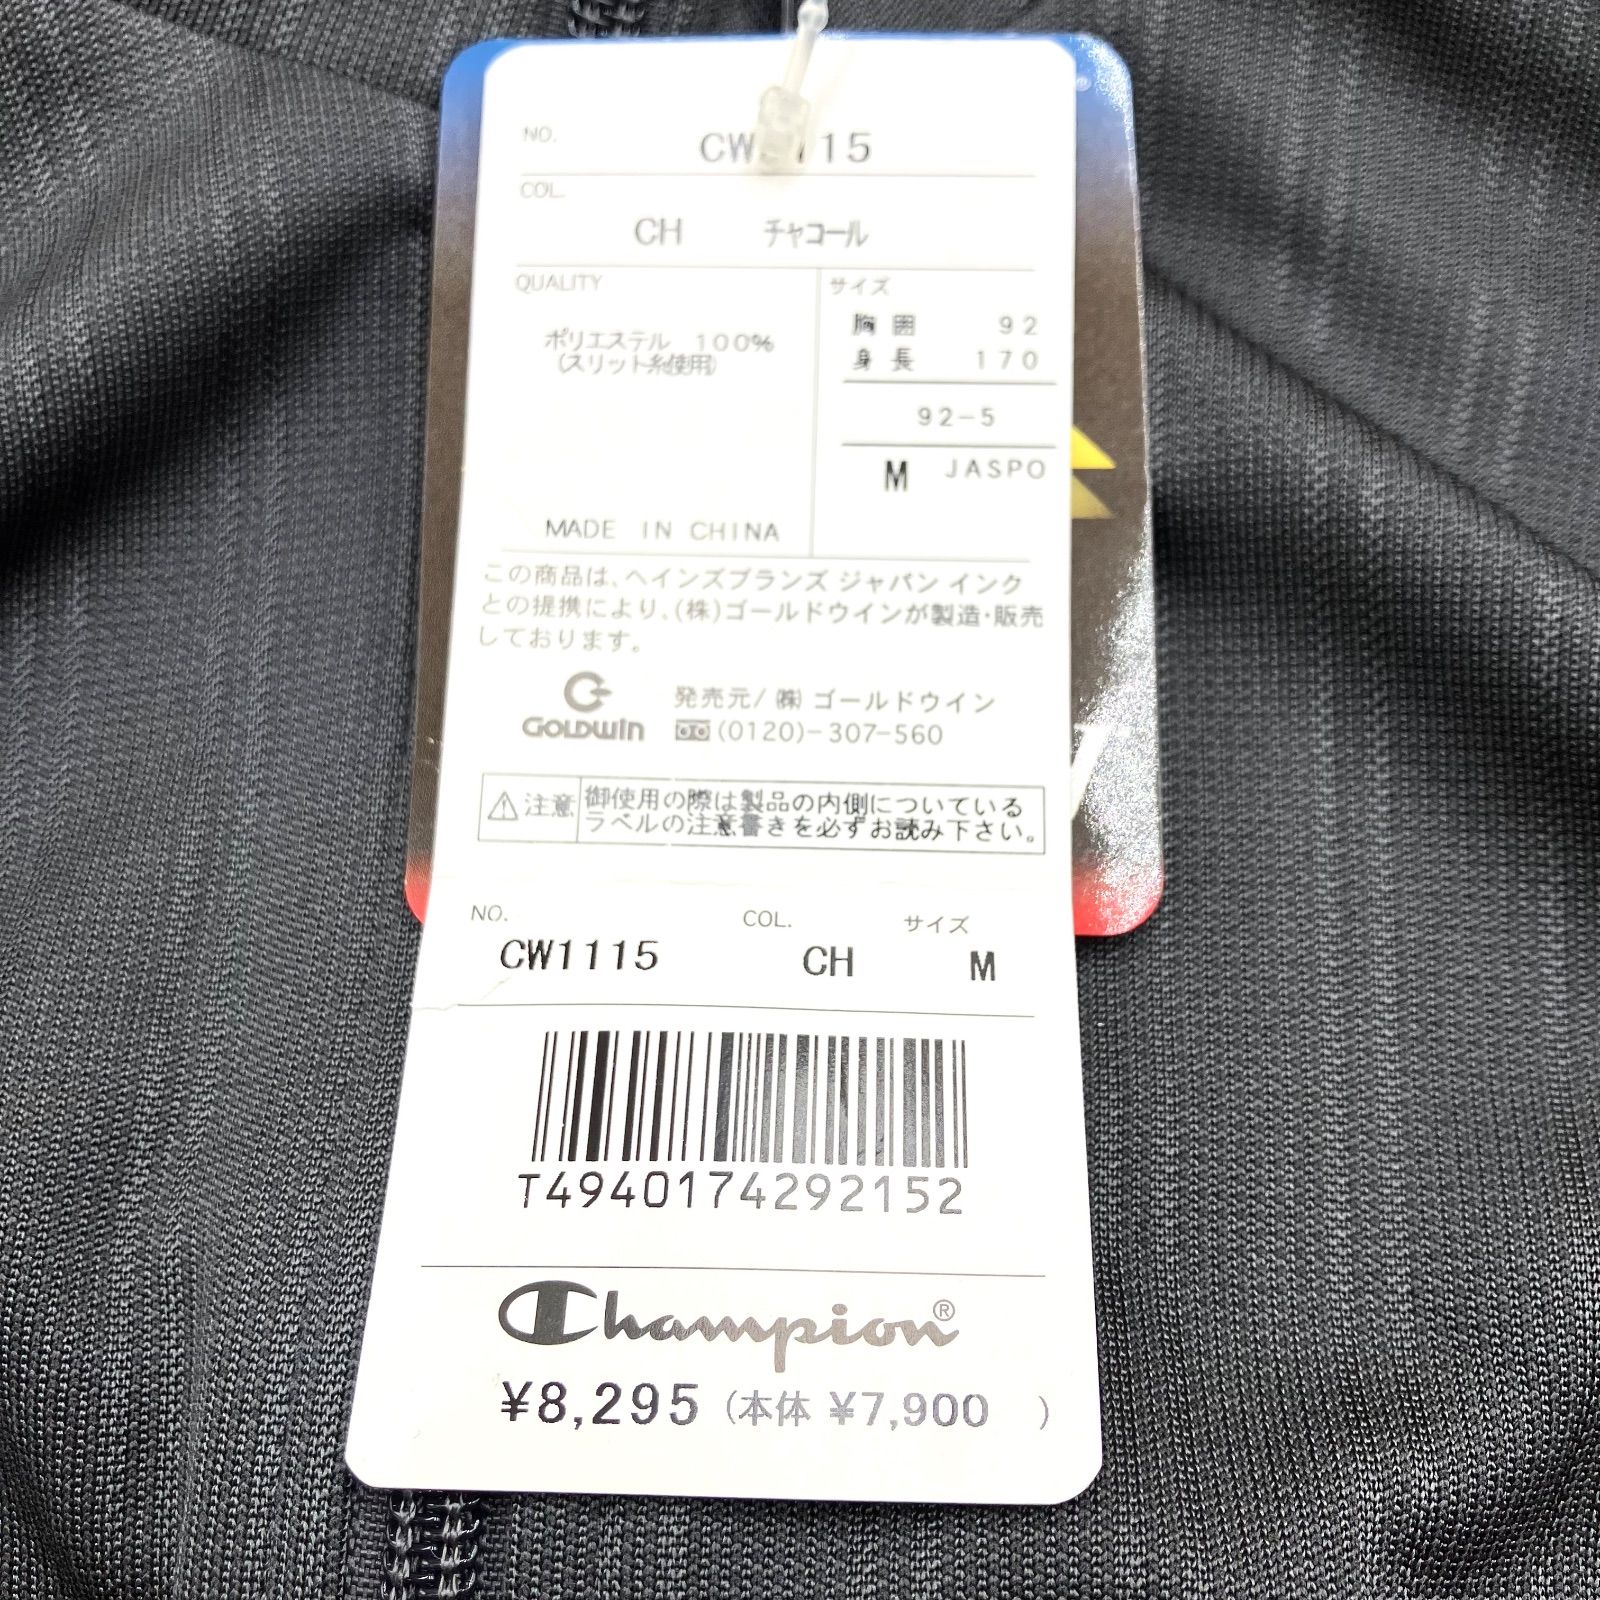 NO.
COL.
CH チャコール
QUALITY
ポリエステル 100%
(スリット糸使用)
MADE IN CHINA
サイズ
胸囲 92
身長 170
92-5
M JASPO
この商品は、ヘインズブランズ ジャパン インク
との提携により、(株)ゴールドウインが製造・販売
しております。
GOLDWIN
発売元/ ㈱ ゴールドウイン
(0120)-307-560
注意
御使用の際は製品の内側についている
ラベルの注意書きを必ずお読み下さい。
NO. COL. サイズ
CW1115 CH M
T4940174292152
Champion®
¥8,295 (本体 ¥7,900 )